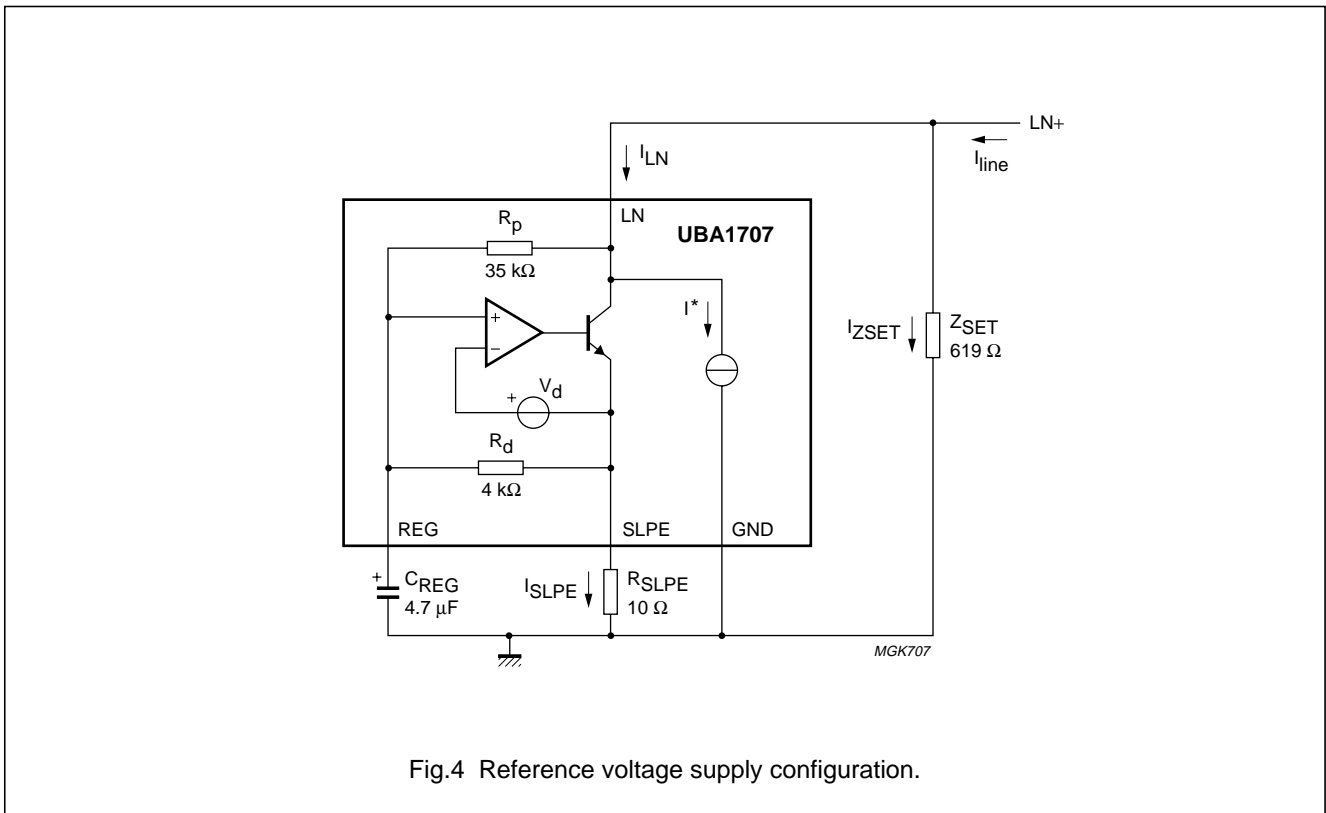 LN+
I_line
I_LN
LN
R_p
UBA1707
35 kΩ
I*
+
−
I_ZSET
Z_SET
619 Ω
+
V_d
R_d
4 kΩ
REG
SLPE
GND
+
C_REG
4.7 μF
I_SLPE
R_SLPE
10 Ω
MGK707
Fig.4 Reference voltage supply configuration.